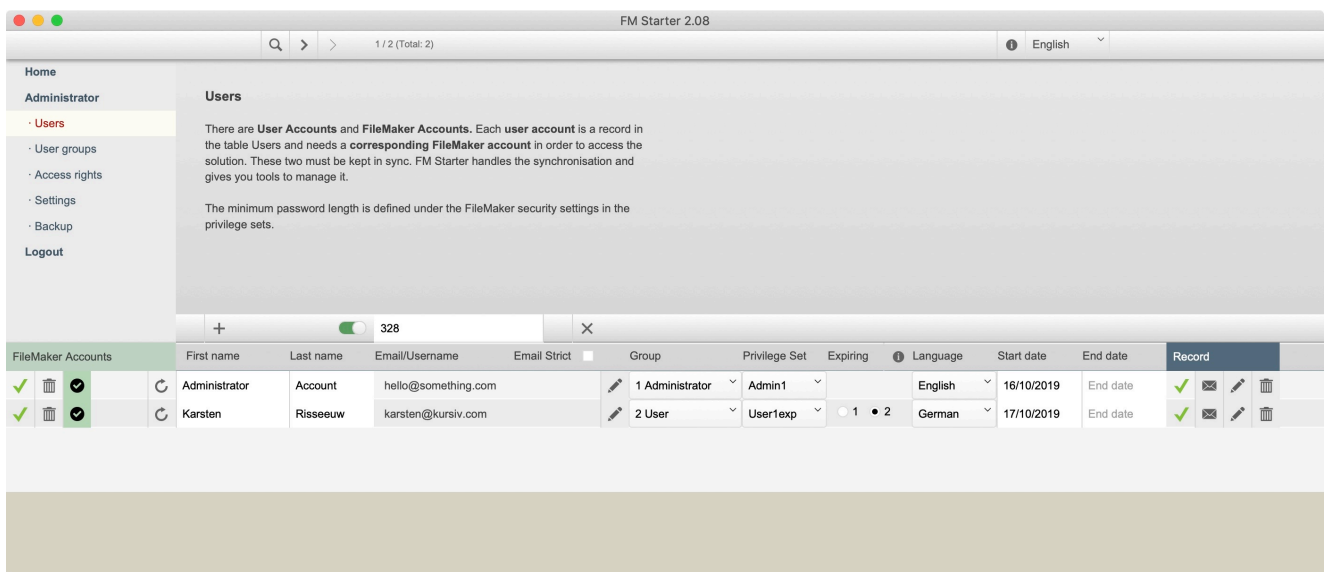 FM Starter 2.08
1 / 2 (Total: 2)
English
Home
Administrator
· Users
· User groups
· Access rights
· Settings
· Backup
Logout
Users
There are User Accounts and FileMaker Accounts. Each user account is a record in
the table Users and needs a corresponding FileMaker account in order to access the
solution. These two must be kept in sync. FM Starter handles the synchronisation and
gives you tools to manage it.
The minimum password length is defined under the FileMaker security settings in the
privilege sets.
328
FileMaker Accounts First name Last name Email/Username Email Strict Group Privilege Set Expiring Language Start date End date Record
Administrator Account hello@something.com 1 Administrator Admin1 English 16/10/2019 End date
Karsten Risseeuw karsten@kursiv.com 2 User User1exp 1 2 German 17/10/2019 End date